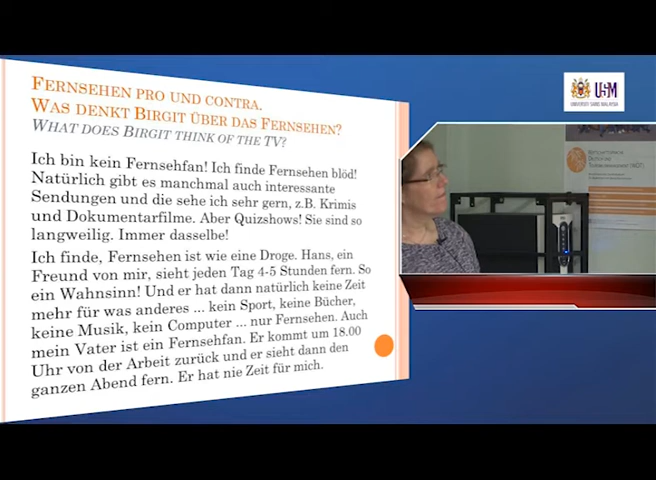 FERNSEHEN PRO UND CONTRA.
WAS DENKT BIRGIT ÜBER DAS FERNSEHEN?
WHAT DOES BIRGIT THINK OF THE TV?
Ich bin kein Fernsehfan! Ich finde Fernsehen blöd!
Natürlich gibt es manchmal auch interessante
Sendungen und die sehe ich sehr gern, z.B. Krimis
und Dokumentarfilme. Aber Quizshows! Sie sind so
langweilig. Immer dasselbe!
Ich finde, Fernsehen ist wie eine Droge. Hans, ein
Freund von mir, sieht jeden Tag 4-5 Stunden fern. So
ein Wahnsinn! Und er hat dann natürlich keine Zeit
mehr für was anderes ... kein Sport, keine Bücher,
keine Musik, kein Computer ... nur Fernsehen. Auch
mein Vater ist ein Fernsehfan. Er kommt um 18.00
Uhr von der Arbeit zurück und er sieht dann den
ganzen Abend fern. Er hat nie Zeit für mich.
USM
UNIVERSITI SAINS MALAYSIA